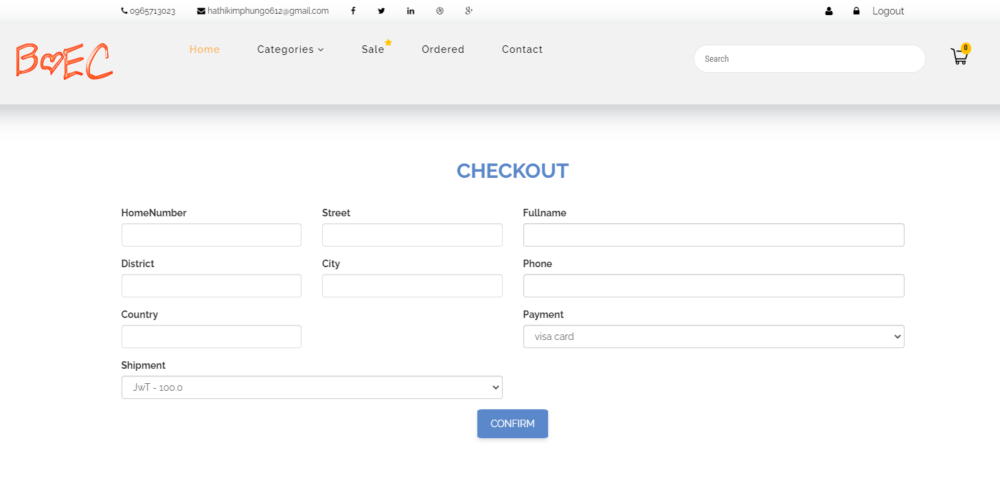 0965713023 hathikimphung0612@gmail.com Logout
BEC
Home Categories Sale Ordered Contact Search 0
CHECKOUT
HomeNumber Street Fullname
District City Phone
Country Payment
visa card
Shipment
JwT - 100.0
CONFIRM